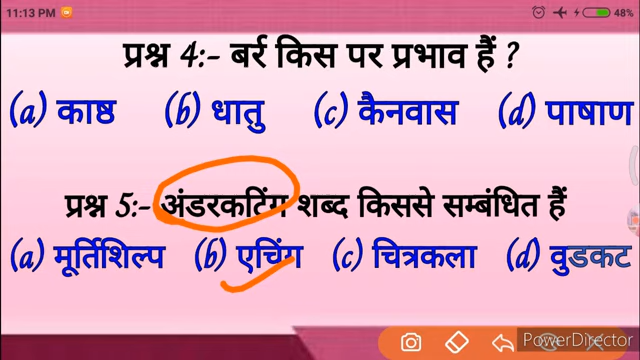 11:13 PM 48%
प्रश्न 4:- बर्र किस पर प्रभाव हैं ?
(a) काष्ठ (b) धातु (c) कैनवास (d) पाषाण
प्रश्न 5:- अंडरकटिंग शब्द किससे सम्बंधित हैं
(a) मूर्तिशिल्प (b) एचिंग (c) चित्रकला (d) वुडकट
PowerDirector